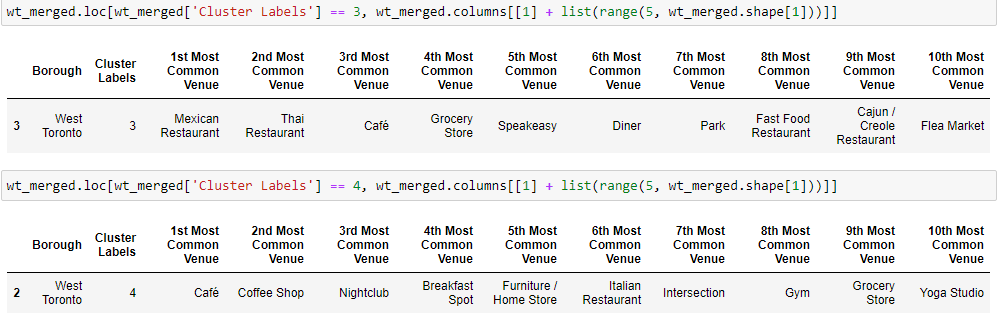 wt_merged.loc[wt_merged['Cluster Labels'] == 3, wt_merged.columns[[1] + list(range(5, wt_merged.shape[1]))]]
Borough Cluster Labels 1st Most Common Venue 2nd Most Common Venue 3rd Most Common Venue 4th Most Common Venue 5th Most Common Venue 6th Most Common Venue 7th Most Common Venue 8th Most Common Venue 9th Most Common Venue 10th Most Common Venue
3 West Toronto 3 Mexican Restaurant Thai Restaurant Café Grocery Store Speakeasy Diner Park Fast Food Restaurant Cajun / Creole Restaurant Flea Market
wt_merged.loc[wt_merged['Cluster Labels'] == 4, wt_merged.columns[[1] + list(range(5, wt_merged.shape[1]))]]
Borough Cluster Labels 1st Most Common Venue 2nd Most Common Venue 3rd Most Common Venue 4th Most Common Venue 5th Most Common Venue 6th Most Common Venue 7th Most Common Venue 8th Most Common Venue 9th Most Common Venue 10th Most Common Venue
2 West Toronto 4 Café Coffee Shop Nightclub Breakfast Spot Furniture / Home Store Italian Restaurant Intersection Gym Grocery Store Yoga Studio